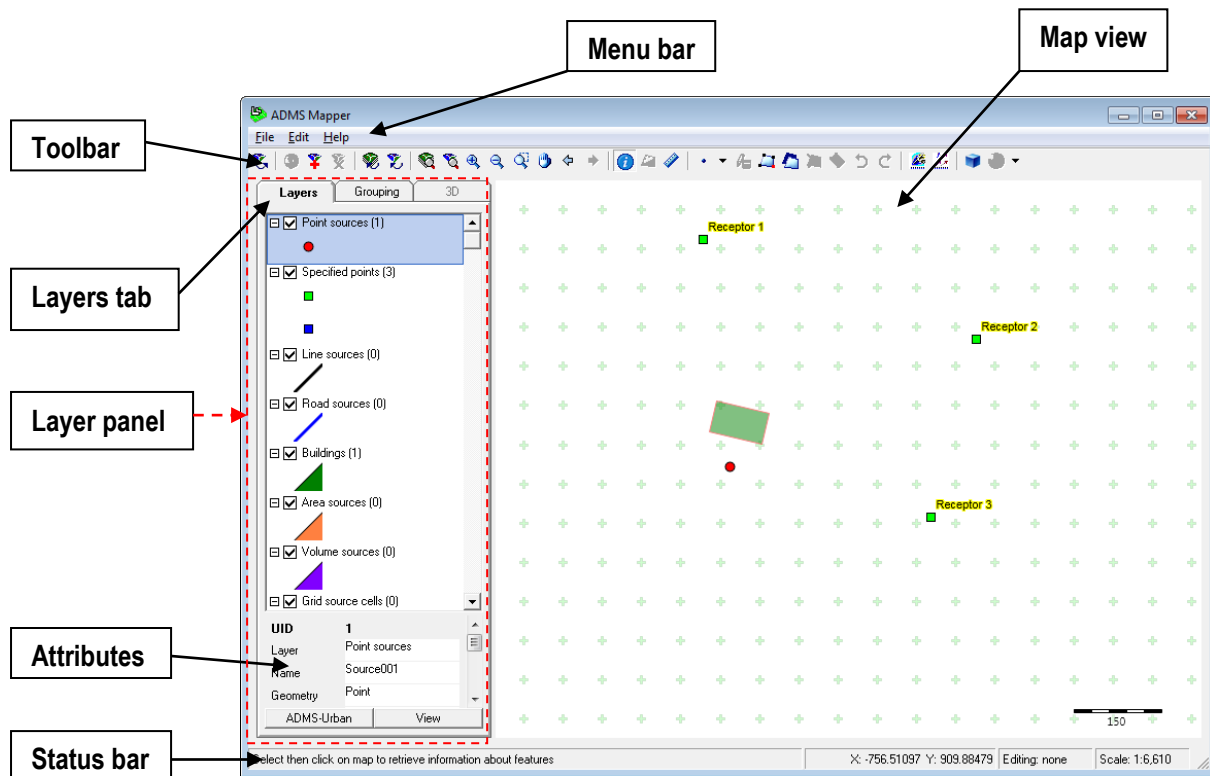 Menu bar
Map view
ADMS Mapper
File Edit Help
Toolbar
Layers Grouping 3D
Point sources (1)
Receptor 1
Specified points (3)
Layers tab
Receptor 2
Line sources (0)
Road sources (0)
Layer panel
Buildings (1)
Area sources (0)
Receptor 3
Volume sources (0)
Grid source cells (0)
UID 1
Layer Point sources
Attributes
Name Source001
Geometry Point
ADMS-Urban View
150
Status bar
Select then click on map to retrieve information about features
X: -756.51097 Y: 909.88479 Editing: none Scale: 1:6,610